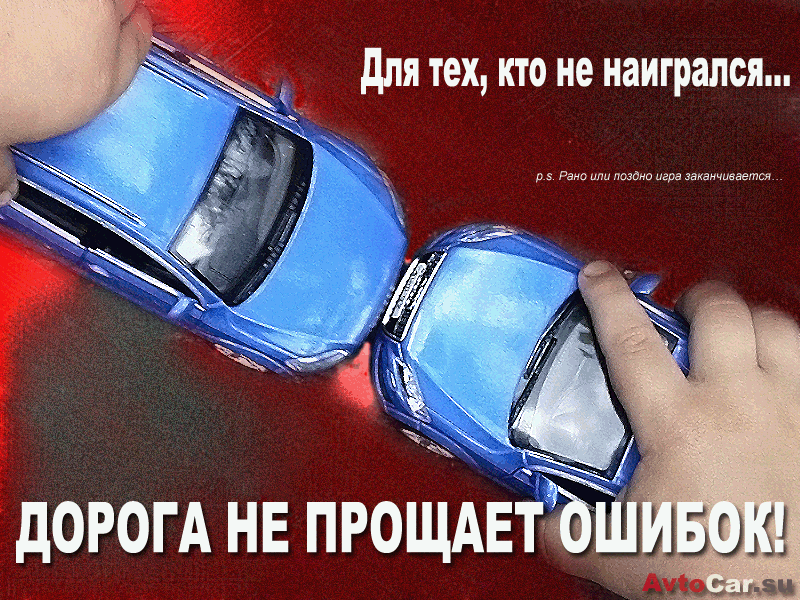 Для тех, кто не наигрался...
p.s. Рано или поздно игра заканчивается...
ДОРОГА НЕ ПРОЩАЕТ ОШИБОК!
AvtoCar.su